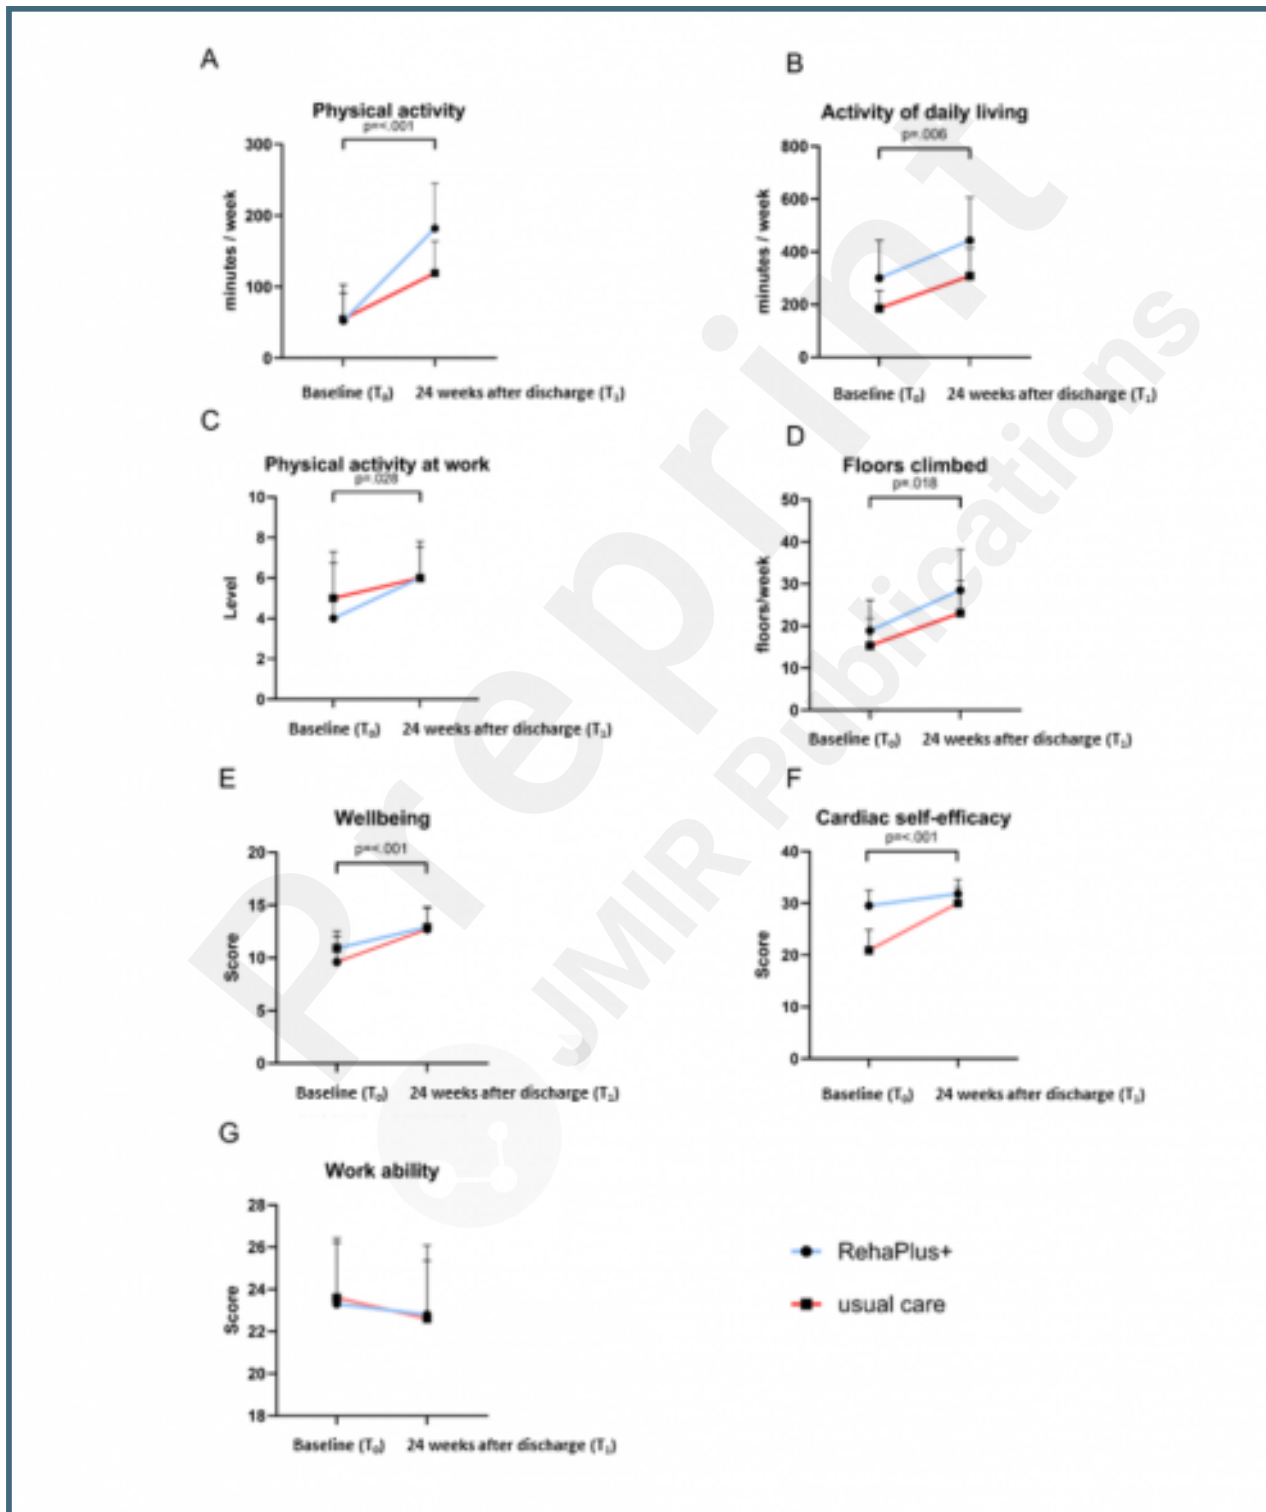 A
Physical activity
p=<.001
300
200
100
0
minutes / week
Baseline (T₀) 24 weeks after discharge (T₁)
B
Activity of daily living
p=.006
800
600
400
200
0
minutes / week
Baseline (T₀) 24 weeks after discharge (T₁)
C
Physical activity at work
p=.028
10
8
6
4
2
0
Level
Baseline (T₀) 24 weeks after discharge (T₁)
D
Floors climbed
p=.018
50
40
30
20
10
0
floors/week
Baseline (T₀) 24 weeks after discharge (T₁)
E
Wellbeing
p=<.001
20
15
10
5
0
Score
Baseline (T₀) 24 weeks after discharge (T₁)
F
Cardiac self-efficacy
p=<.001
40
30
20
10
0
Score
Baseline (T₀) 24 weeks after discharge (T₁)
G
Work ability
28
26
24
22
20
18
Score
Baseline (T₀) 24 weeks after discharge (T₁)
RehaPlus+
usual care
Preprint
JMIR Publications